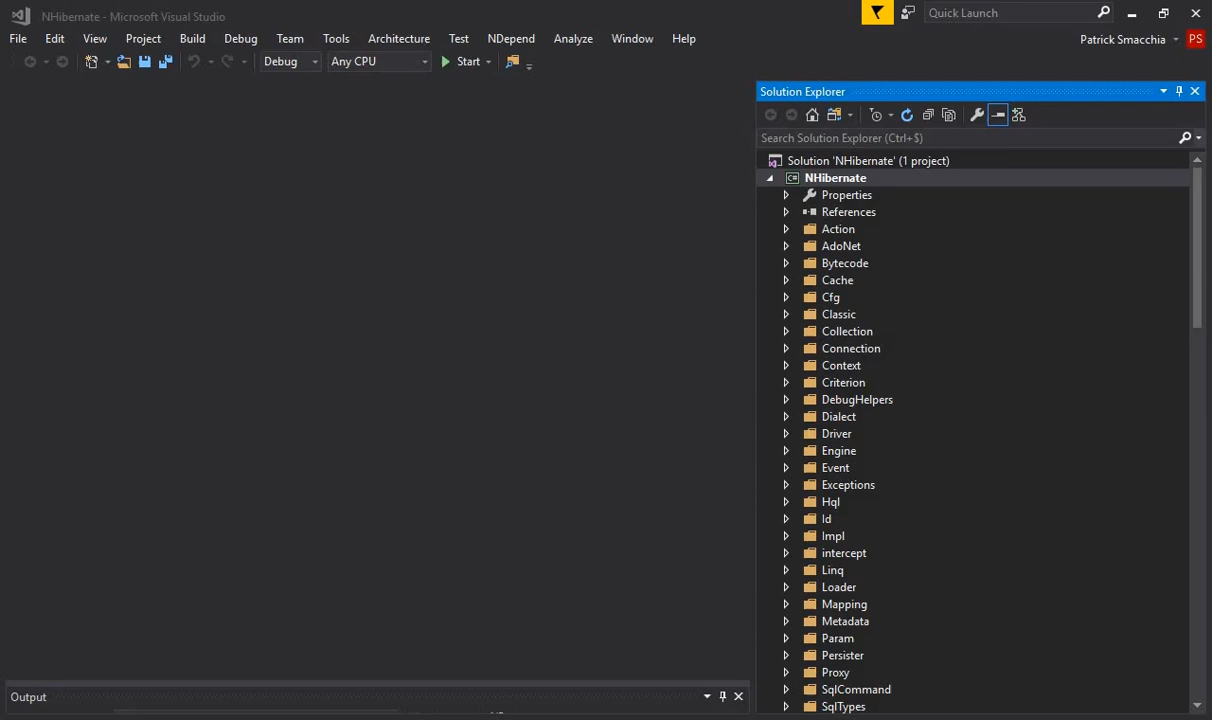 NHibernate - Microsoft Visual Studio
Quick Launch
File Edit View Project Build Debug Team Tools Architecture Test NDepend Analyze Window Help
Patrick Smacchia PS
Debug Any CPU Start
Solution Explorer
Search Solution Explorer (Ctrl+$)
Solution 'NHibernate' (1 project)
C# NHibernate
Properties
References
Action
AdoNet
Bytecode
Cache
Cfg
Classic
Collection
Connection
Context
Criterion
DebugHelpers
Dialect
Driver
Engine
Event
Exceptions
Hql
Id
Impl
intercept
Linq
Loader
Mapping
Metadata
Param
Persister
Proxy
SqlCommand
SqlTypes
Output